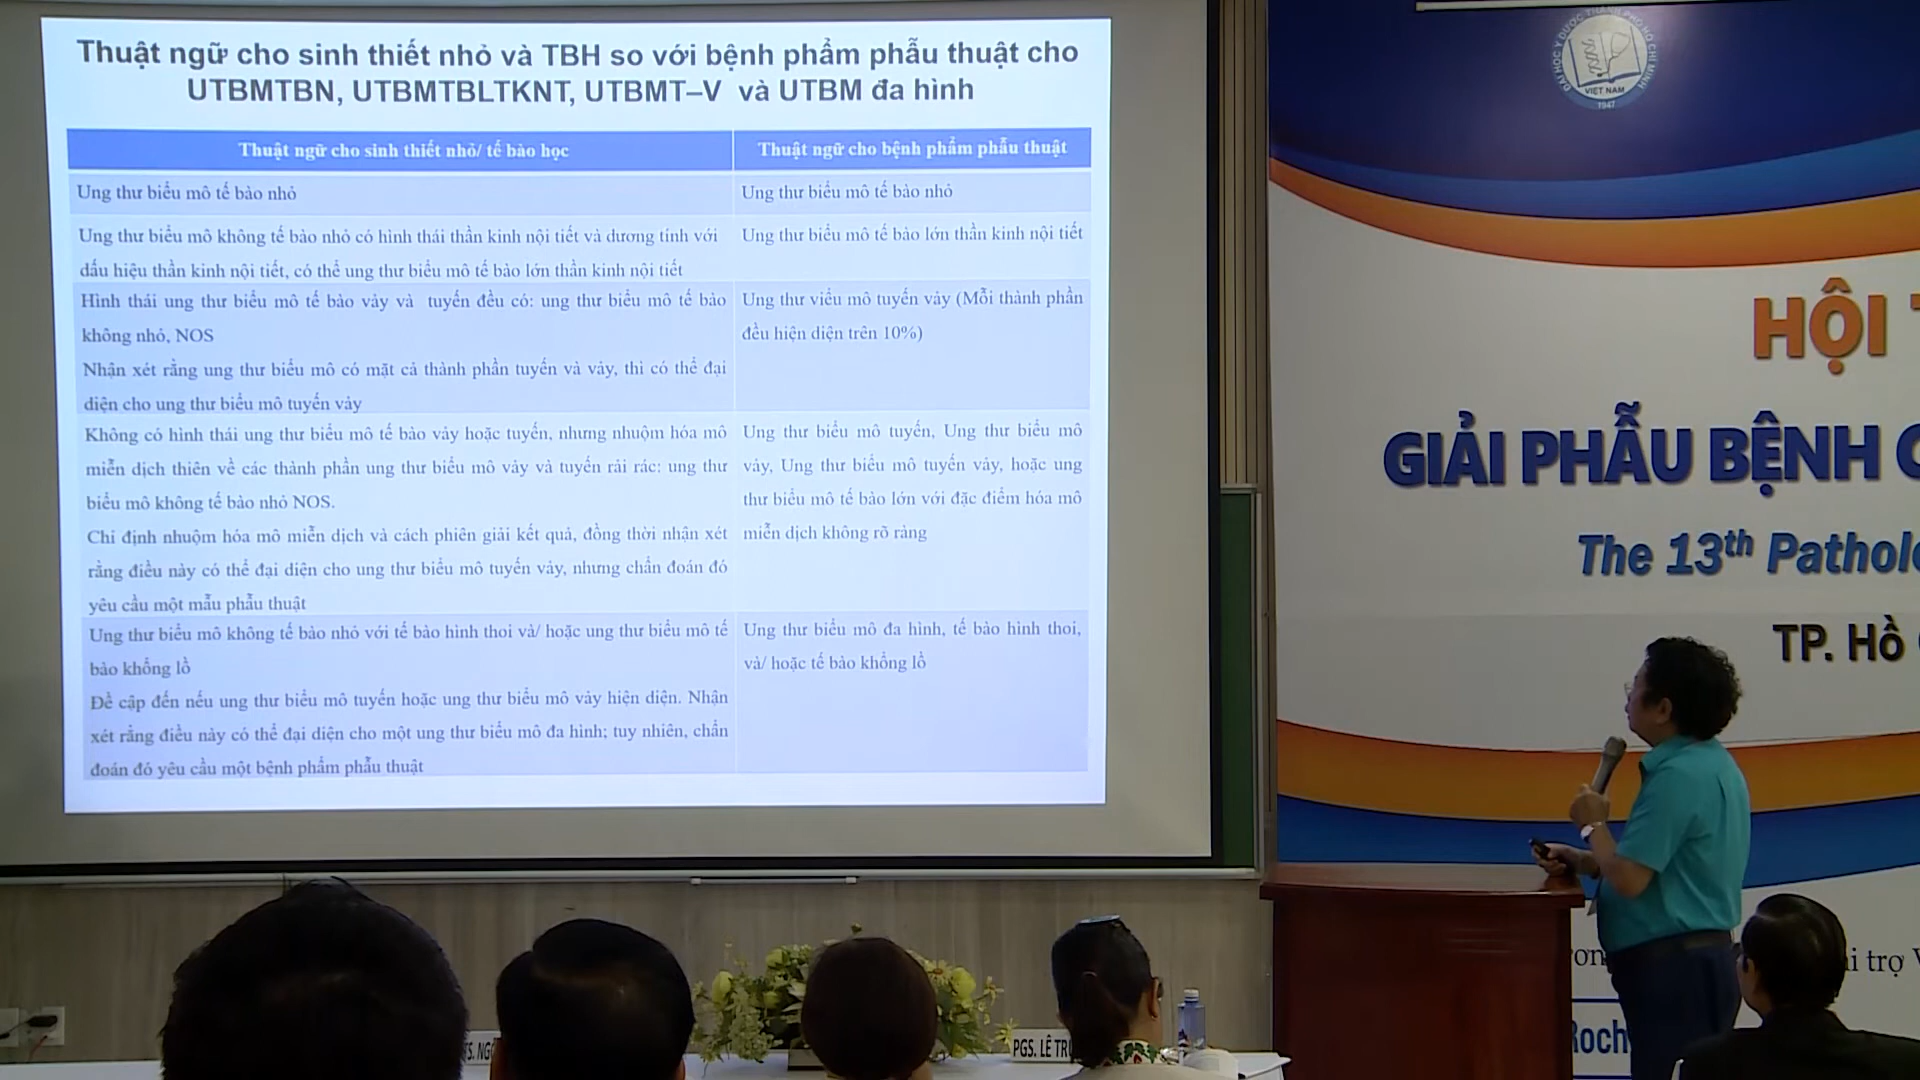 Thuật ngữ cho sinh thiết nhỏ và TBH so với bệnh phẩm phẫu thuật cho
UTBMTBN, UTBMTBLTKNT, UTBMT–V và UTBM đa hình
Thuật ngữ cho sinh thiết nhỏ/ tế bào học
Thuật ngữ cho bệnh phẩm phẫu thuật
Ung thư biểu mô tế bào nhỏ
Ung thư biểu mô tế bào nhỏ
Ung thư biểu mô không tế bào nhỏ có hình thái thần kinh nội tiết và dương tính với
dấu hiệu thần kinh nội tiết, có thể ung thư biểu mô tế bào lớn thần kinh nội tiết
Ung thư biểu mô tế bào lớn thần kinh nội tiết
Hình thái ung thư biểu mô tế bào vảy và tuyến đều có: ung thư biểu mô tế bào
không nhỏ, NOS
Nhận xét rằng ung thư biểu mô có mặt cả thành phần tuyến và vảy, thì có thể đại
diện cho ung thư biểu mô tuyến vảy
Ung thư viểu mô tuyến vảy (Mỗi thành phần
đều hiện diện trên 10%)
Không có hình thái ung thư biểu mô tế bào vảy hoặc tuyến, nhưng nhuộm hóa mô
miễn dịch thiên về các thành phần ung thư biểu mô vảy và tuyến rải rác: ung thư
biểu mô không tế bào nhỏ NOS.
Chỉ định nhuộm hóa mô miễn dịch và cách phiên giải kết quả, đồng thời nhận xét
rằng điều này có thể đại diện cho ung thư biểu mô tuyến vảy, nhưng chẩn đoán đó
yêu cầu một mẫu phẫu thuật
Ung thư biểu mô tuyến, Ung thư biểu mô
vảy, Ung thư biểu mô tuyến vảy, hoặc ung
thư biểu mô tế bào lớn với đặc điểm hóa mô
miễn dịch không rõ ràng
Ung thư biểu mô không tế bào nhỏ với tế bào hình thoi và/ hoặc ung thư biểu mô tế
bào khổng lồ
Đề cập đến nếu ung thư biểu mô tuyến hoặc ung thư biểu mô vảy hiện diện. Nhận
xét rằng điều này có thể đại diện cho một ung thư biểu mô đa hình; tuy nhiên, chẩn
đoán đó yêu cầu một bệnh phẩm phẫu thuật
Ung thư biểu mô đa hình, tế bào hình thoi,
và/ hoặc tế bào khổng lồ
ĐẠI HỌC Y DƯỢC THÀNH PHỐ HỒ CHÍ MINH
VIỆT NAM
1947
HỘI
GIẢI PHẪU BỆNH
The 13th Pathol
TP. Hồ
i trợ
Roch
TS. NG
PGS. LÊ TR